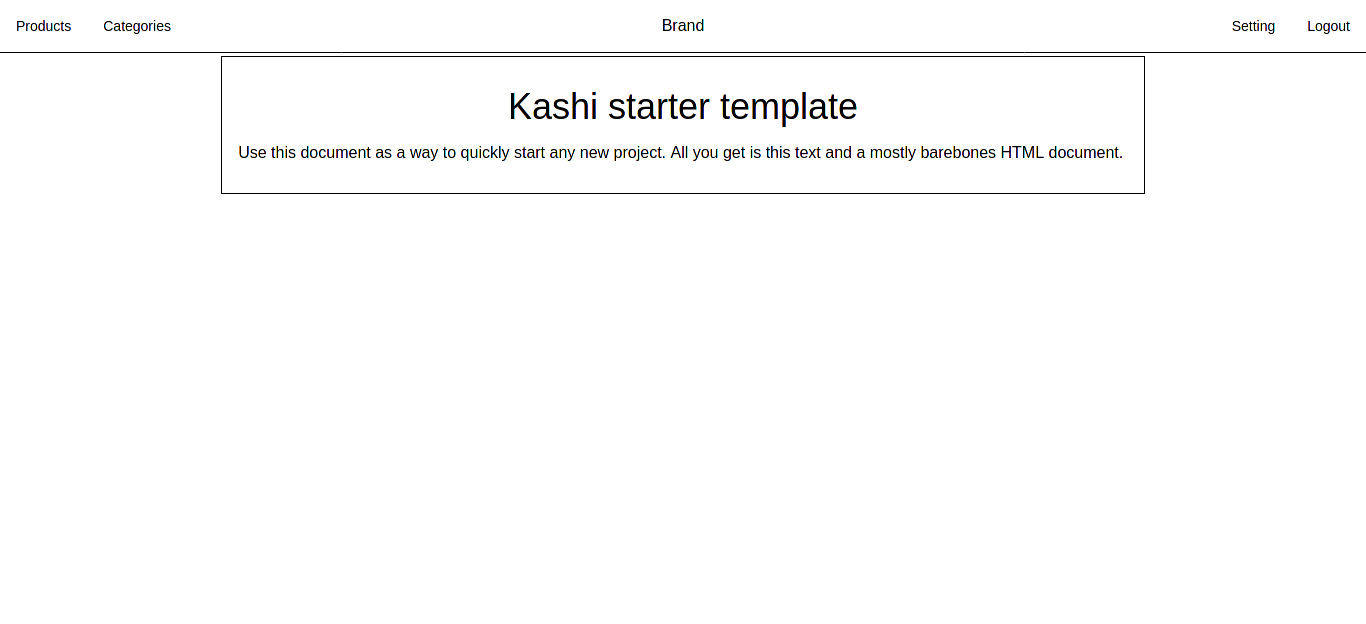 Products Categories Brand Setting Logout
Kashi starter template
Use this document as a way to quickly start any new project. All you get is this text and a mostly barebones HTML document.